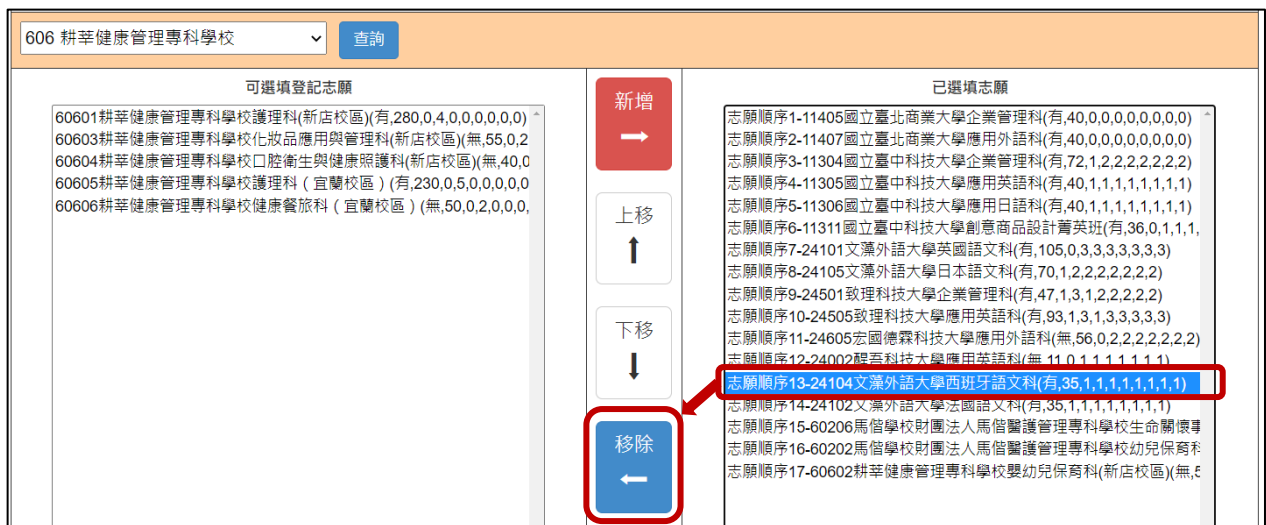 606 耕莘健康管理專科學校
查詢
可選填登記志願
60601耕莘健康管理專科學校護理科(新店校區)(有,280,0,4,0,0,0,0,0,0)
60603耕莘健康管理專科學校化妝品應用與管理科(新店校區)(無,55,0,2
60604耕莘健康管理專科學校口腔衛生與健康照護科(新店校區)(無,40,0
60605耕莘健康管理專科學校護理科(宜蘭校區)(有,230,0,5,0,0,0,0,0
60606耕莘健康管理專科學校健康餐旅科(宜蘭校區)(無,50,0,2,0,0,0,
新增
上移
下移
移除
已選填志願
志願順序1-11405國立臺北商業大學企業管理科(有,40,0,0,0,0,0,0,0,0)
志願順序2-11407國立臺北商業大學應用外語科(有,40,0,0,0,0,0,0,0,0)
志願順序3-11304國立臺中科技大學企業管理科(有,72,1,2,2,2,2,2,2,2)
志願順序4-11305國立臺中科技大學應用英語科(有,40,1,1,1,1,1,1,1,1)
志願順序5-11306國立臺中科技大學應用日語科(有,40,1,1,1,1,1,1,1,1)
志願順序6-11311國立臺中科技大學創意商品設計菁英班(有,36,0,1,1,1,
志願順序7-24101文藻外語大學英國語文科(有,105,0,3,3,3,3,3,3,3)
志願順序8-24105文藻外語大學日本語文科(有,70,1,2,2,2,2,2,2,2)
志願順序9-24501致理科技大學企業管理科(有,47,1,3,1,2,2,2,2,2)
志願順序10-24505致理科技大學應用英語科(有,93,1,3,1,3,3,3,3,3)
志願順序11-24605宏國德霖科技大學應用外語科(無,56,0,2,2,2,2,2,2,2)
志願順序12-24002醒吾科技大學應用英語科(無,11,0,1,1,1,1,1,1,1)
志願順序13-24104文藻外語大學西班牙語文科(有,35,1,1,1,1,1,1,1,1)
志願順序14-24102文藻外語大學法國語文科(有,35,1,1,1,1,1,1,1,1)
志願順序15-60206馬偕學校財團法人馬偕醫護管理專科學校生命關懷事
志願順序16-60202馬偕學校財團法人馬偕醫護管理專科學校幼兒保育科
志願順序17-60602耕莘健康管理專科學校嬰幼兒保育科(新店校區)(無,5